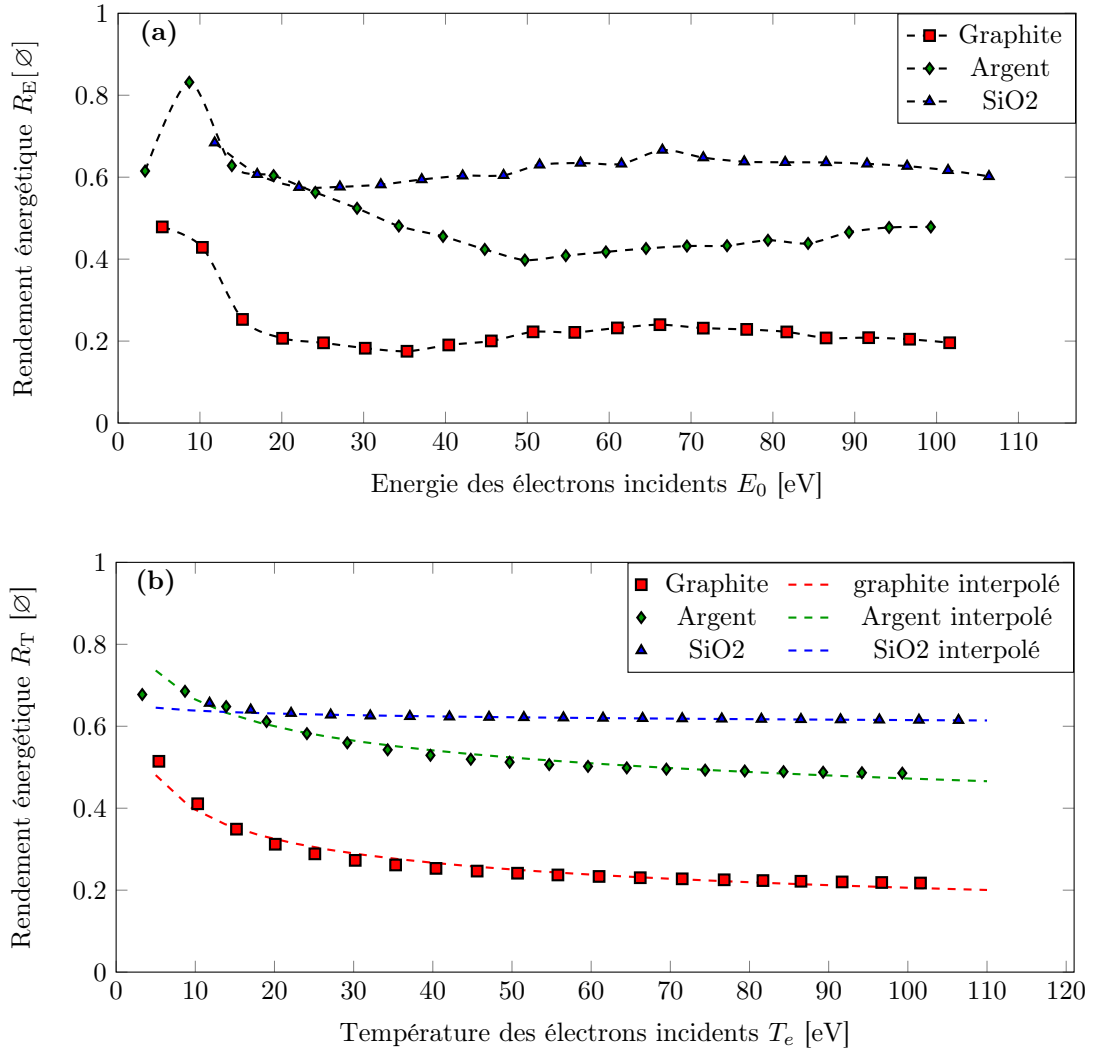 (a)
Graphite
Argent
SiO2
Rendement énergétique R_E[∅]
1
0.8
0.6
0.4
0.2
0
0 10 20 30 40 50 60 70 80 90 100 110
Energie des électrons incidents E_0 [eV]
(b)
Graphite graphite interpolé
Argent Argent interpolé
SiO2 SiO2 interpolé
Rendement énergétique R_T [∅]
1
0.8
0.6
0.4
0.2
0
0 10 20 30 40 50 60 70 80 90 100 110 120
Température des électrons incidents T_e [eV]